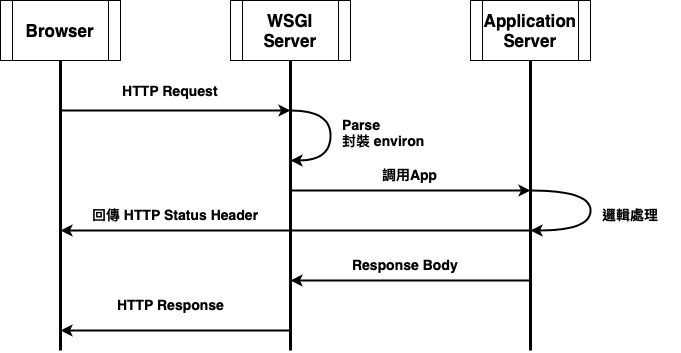 Browser
WSGI
Server
Application
Server
HTTP Request
Parse
封裝 environ
調用App
回傳 HTTP Status Header
邏輯處理
Response Body
HTTP Response